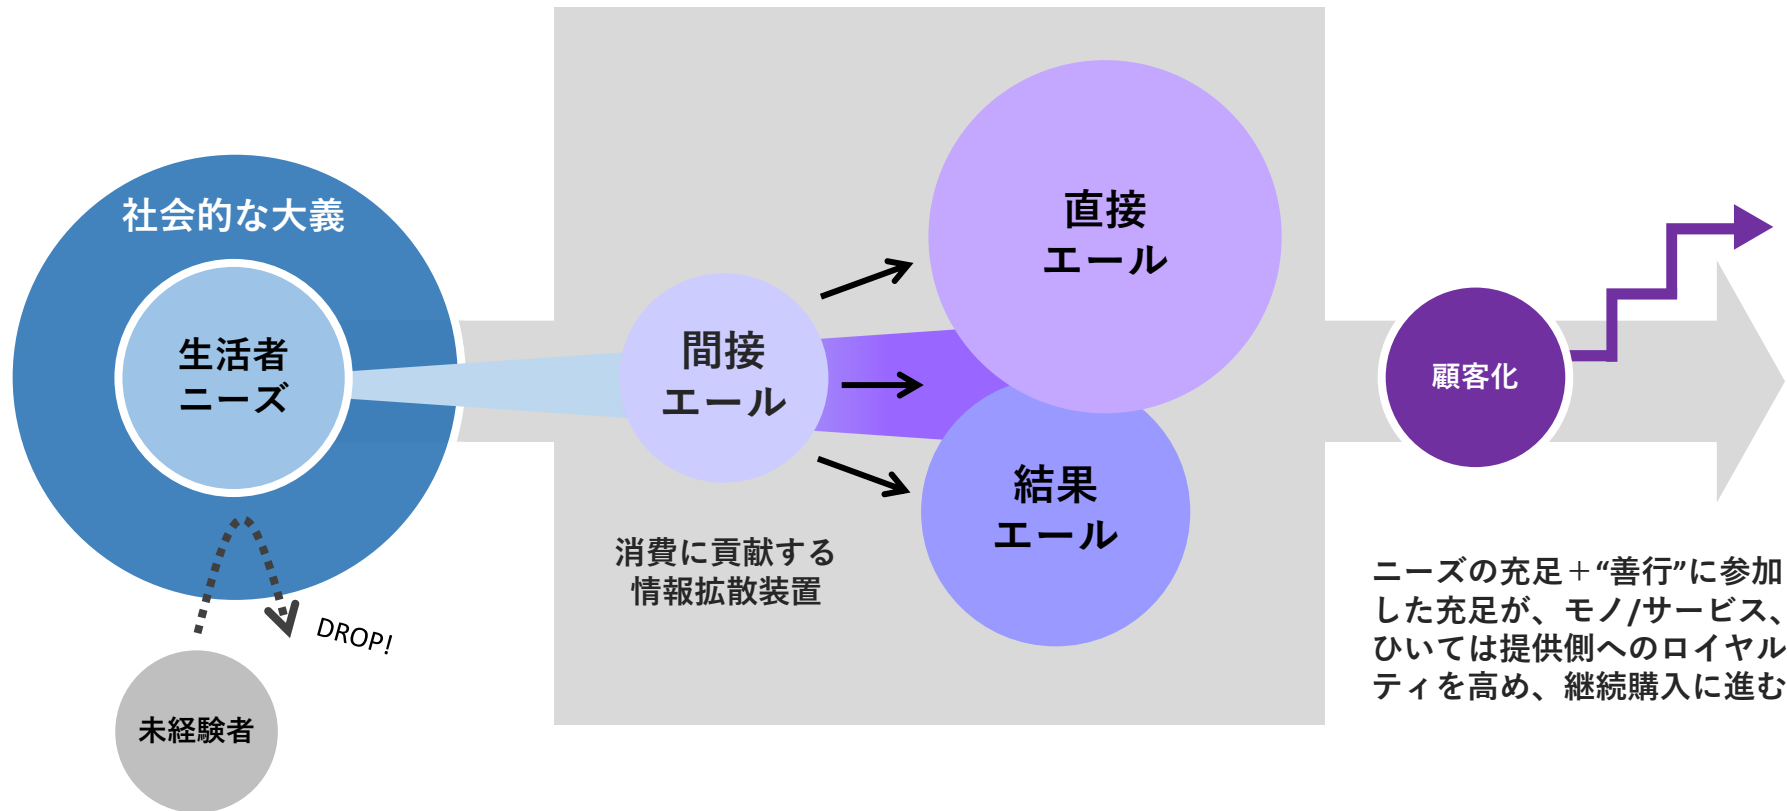 社会的な大義
生活者
ニーズ
DROP!
未経験者
間接
エール
消費に貢献する
情報拡散装置
直接
エール
結果
エール
顧客化
ニーズの充足＋“善行”に参加
した充足が、モノ/サービス、
ひいては提供側へのロイヤル
ティを高め、継続購入に進む